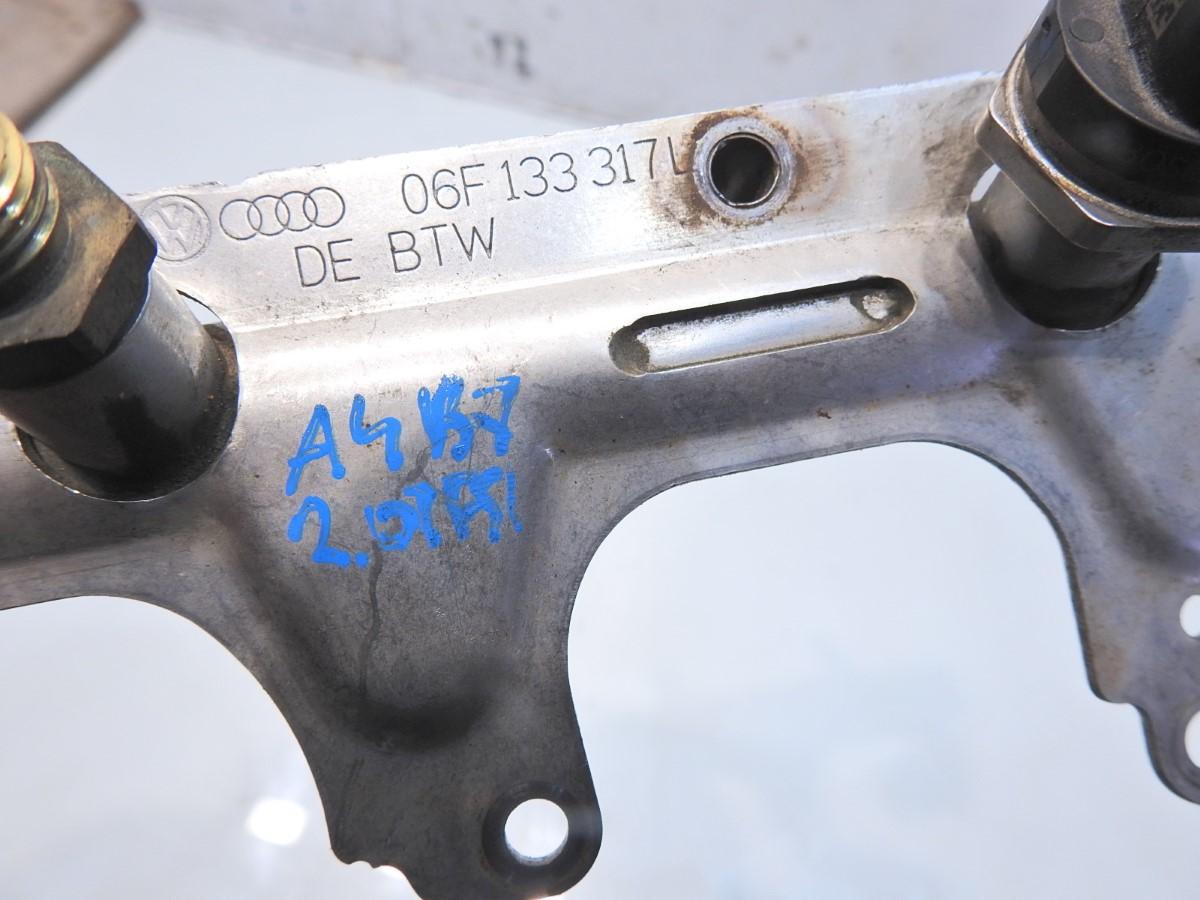 06F 133 317L
DE BTW
A4 B7
2.0TFSI